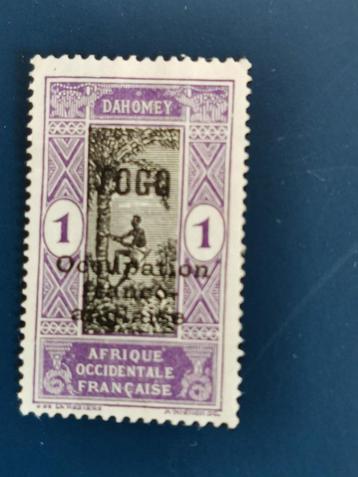 DAHOMEY
TOGO
1 1
Occupation
franco-
anglaise
AFRIQUE
OCCIDENTALE
FRANÇAISE